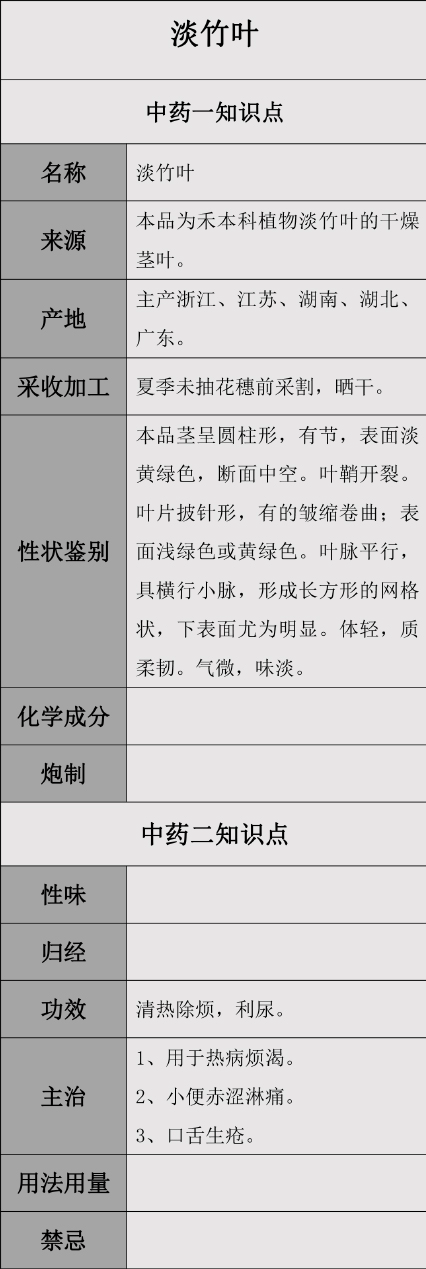 淡竹叶
中药一知识点
名称
淡竹叶
来源
本品为禾本科植物淡竹叶的干燥
茎叶。
产地
主产浙江、江苏、湖南、湖北、
广东。
采收加工
夏季未抽花穗前采割，晒干。
性状鉴别
本品茎呈圆柱形，有节，表面淡
黄绿色，断面中空。叶鞘开裂。
叶片披针形，有的皱缩卷曲；表
面浅绿色或黄绿色。叶脉平行，
具横行小脉，形成长方形的网格
状，下表面尤为明显。体轻，质
柔韧。气微，味淡。
化学成分
炮制
中药二知识点
性味
归经
功效
清热除烦，利尿。
主治
1、用于热病烦渴。
2、小便赤涩淋痛。
3、口舌生疮。
用法用量
禁忌